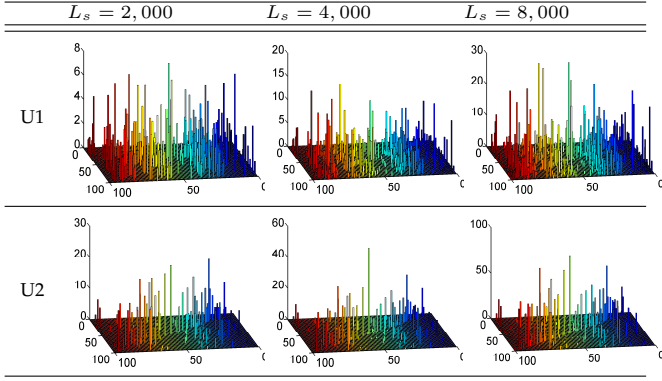 L_s = 2,000 L_s = 4,000 L_s = 8,000
U1
8 6 4 2 0 0 50 100 100 50 0
20 15 10 5 0 0 50 100 100 50 0
30 20 10 0 0 50 100 100 50 0
U2
30 20 10 0 0 50 100 100 50 0
60 40 20 0 0 50 100 100 50 0
100 50 0 0 50 100 100 50 0